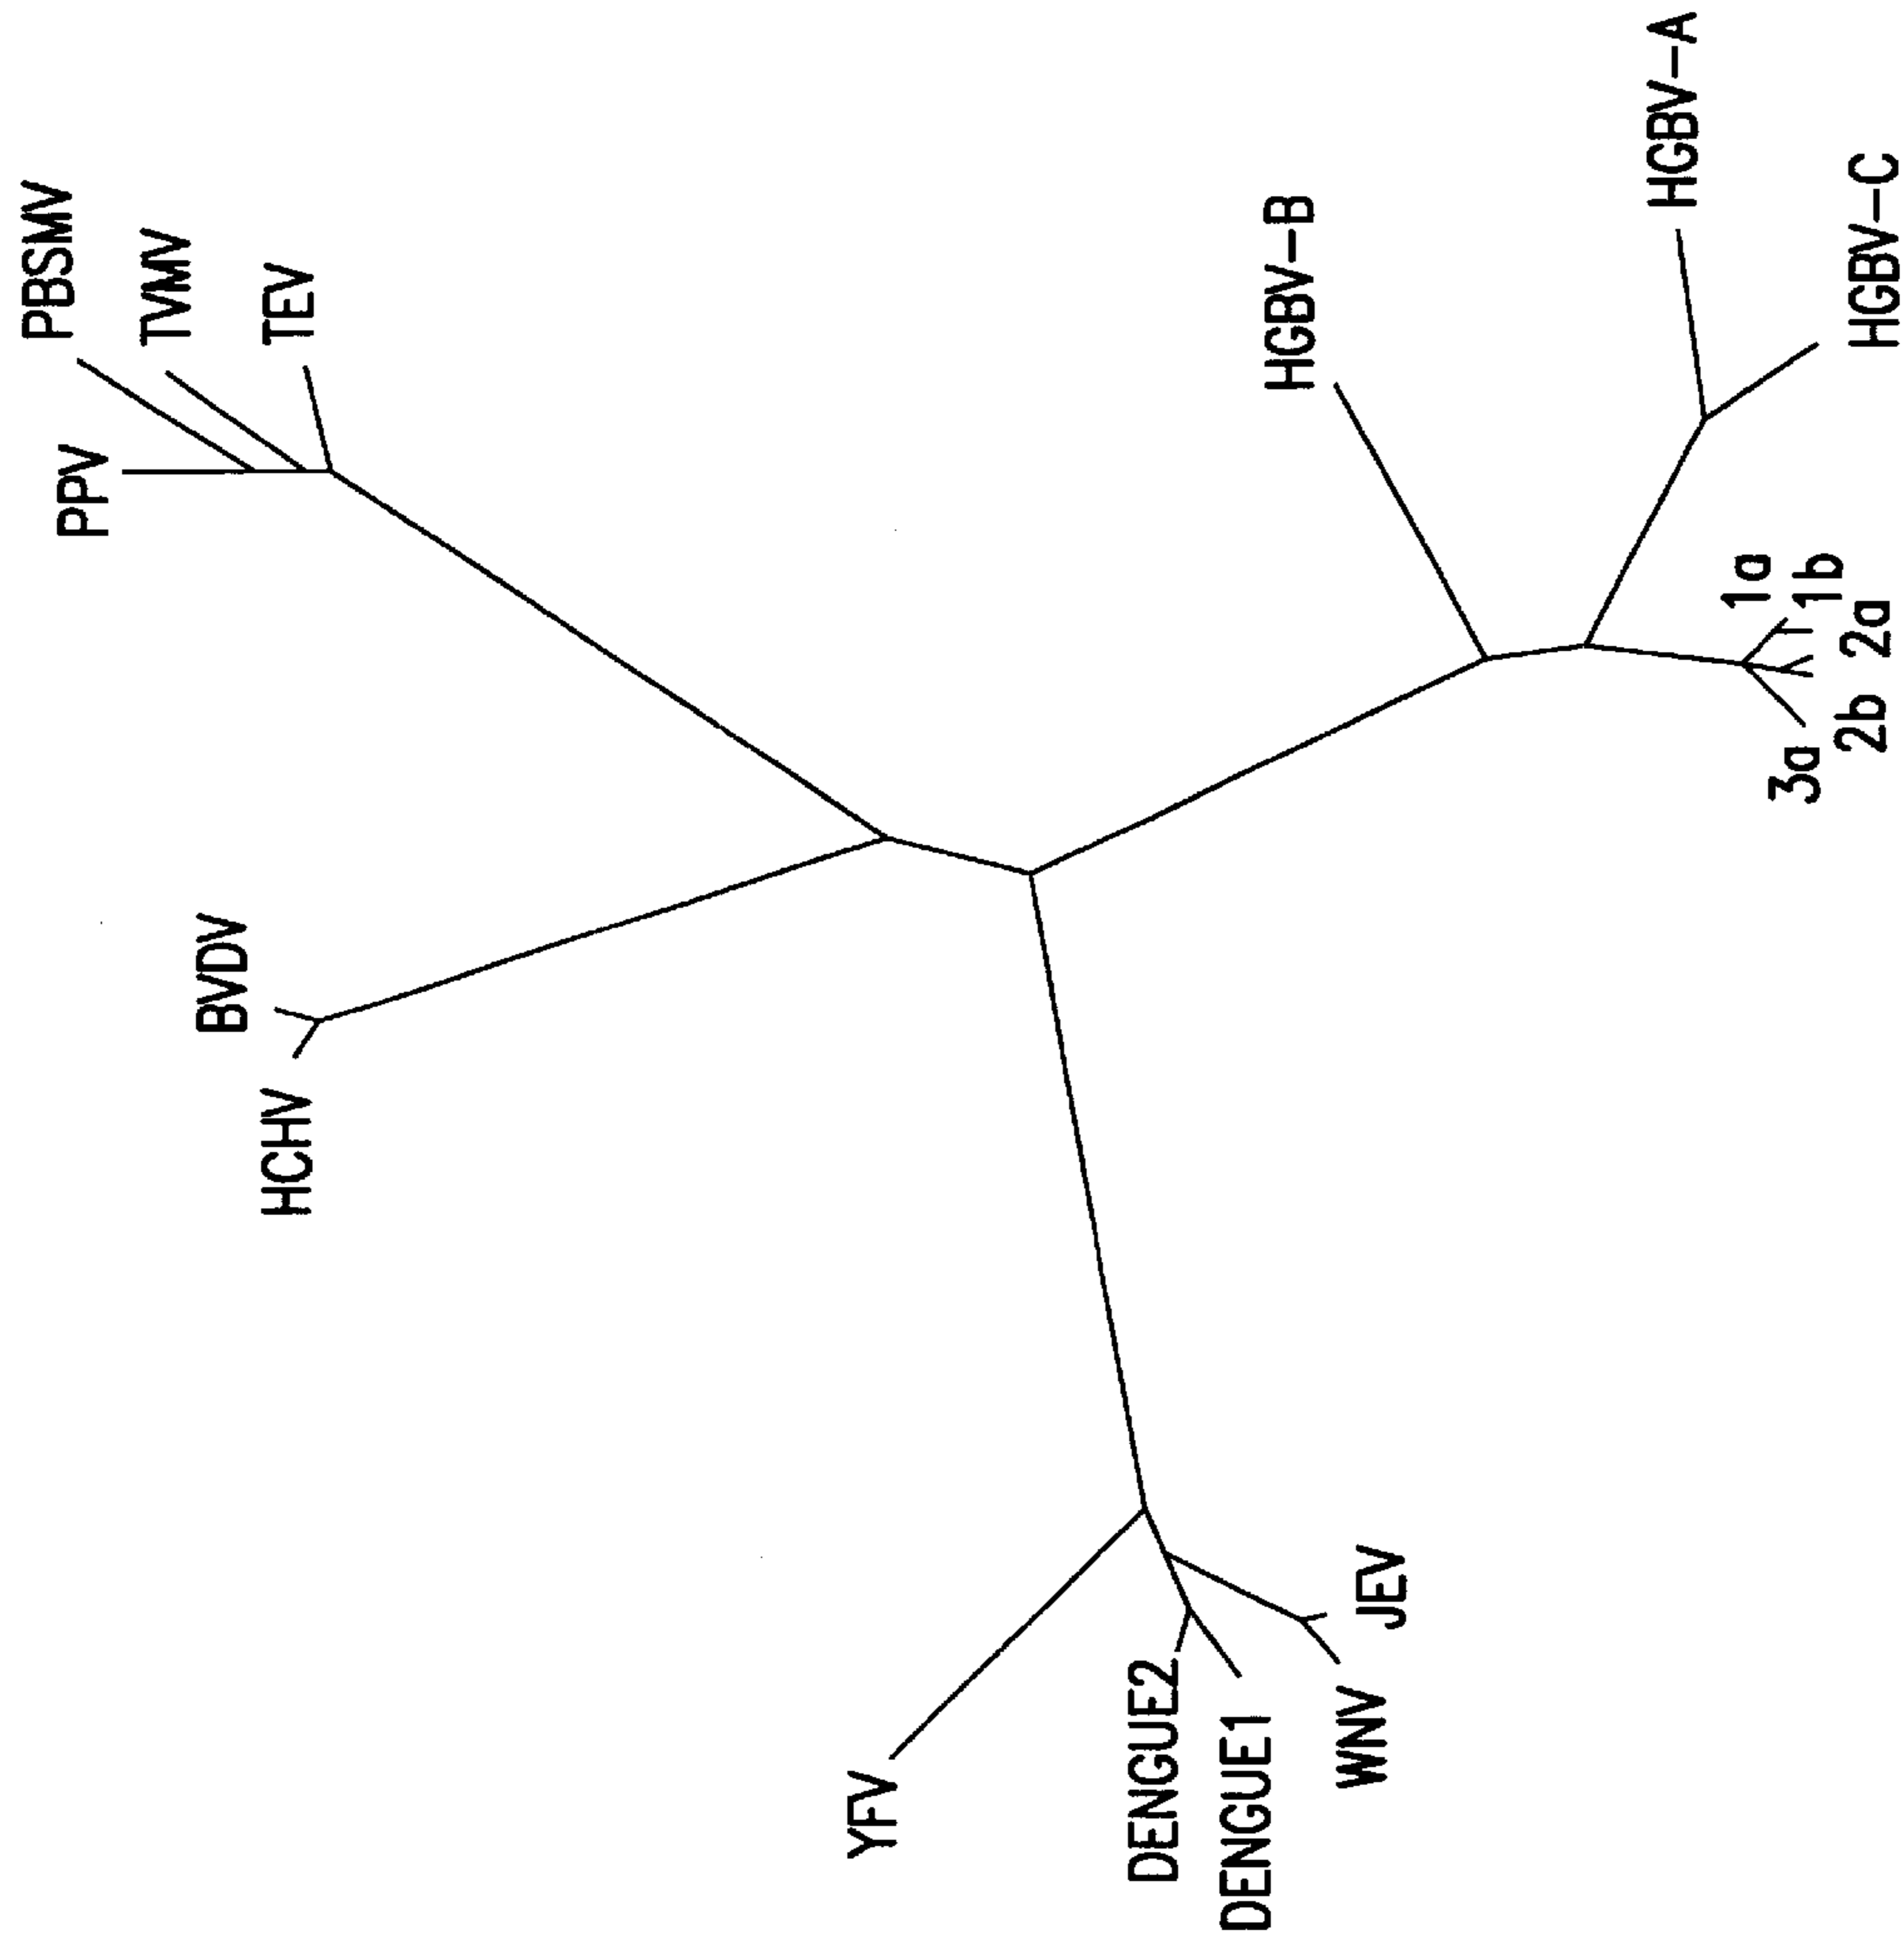 PBSMV
TVMV
TEV
PPV
HGBV-A
HGBV-C
HGBV-B
1a
1b
2a
2b
3a
BVDV
HCHV
JEV
WNV
DENGUE2
DENGUE1
YFV